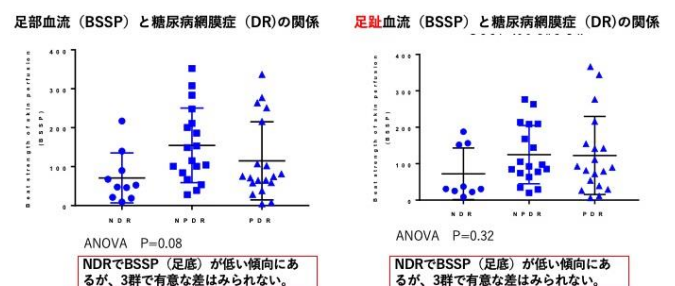 足部血流（BSSP）と糖尿病網膜症（DR)の関係
Beat strength of skin perfusion
(BSSP)
400
300
200
100
0
NDR
NPDR
PDR
ANOVA P=0.08
NDRでBSSP（足底）が低い傾向にあ
るが、3群で有意な差はみられない。
足趾血流（BSSP）と糖尿病網膜症（DR)の関係
Beat strength of skin perfusion
(BSSP)
400
300
200
100
0
NDR
NPDR
PDR
ANOVA P=0.32
NDRでBSSP（足底）が低い傾向にあ
るが、3群で有意な差はみられない。